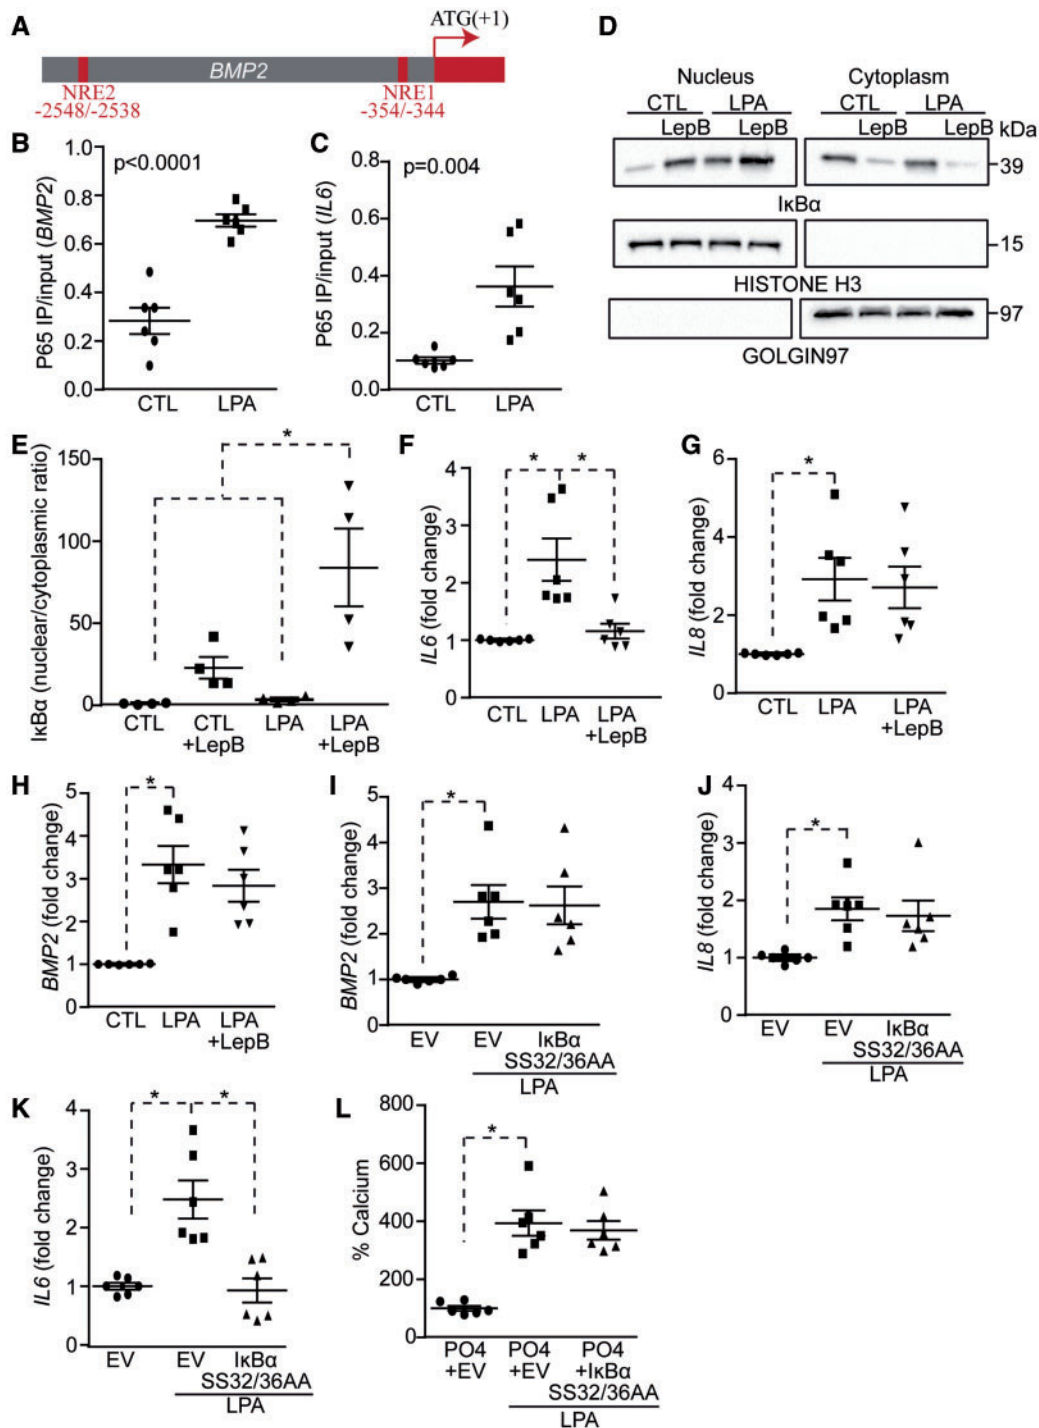 A
ATG(+1)
BMP2
NRE2
-2548/-2538
NRE1
-354/-344
B
p<0.0001
P65 IP/input (BMP2)
1.0
0.8
0.6
0.4
0.2
0.0
CTL LPA
C
p=0.004
P65 IP/input (IL6)
0.8
0.6
0.4
0.2
0.0
CTL LPA
D
Nucleus Cytoplasm
CTL LPA CTL LPA
LepB LepB LepB LepB kDa
39
IκBα
15
HISTONE H3
97
GOLGIN97
E
IκBα (nuclear/cytoplasmic ratio)
150
100
50
0
*
CTL CTL LPA LPA
+LepB +LepB
F
IL6 (fold change)
4
3
2
1
0
* *
CTL LPA LPA
+LepB
G
IL8 (fold change)
6
4
2
0
*
CTL LPA LPA
+LepB
H
BMP2 (fold change)
5
4
3
2
1
0
*
CTL LPA LPA
+LepB
I
BMP2 (fold change)
5
4
3
2
1
0
*
EV EV IκBα
SS32/36AA
LPA
J
IL8 (fold change)
4
3
2
1
0
*
EV EV IκBα
SS32/36AA
LPA
K
IL6 (fold change)
4
3
2
1
0
* *
EV EV IκBα
SS32/36AA
LPA
L
% Calcium
800
600
400
200
0
*
PO4 PO4 PO4
+EV +EV +IκBα
SS32/36AA
LPA